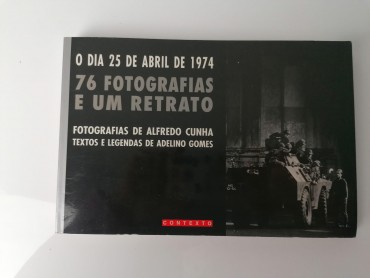 O DIA 25 DE ABRIL DE 1974
76 FOTOGRAFIAS
E UM RETRATO
FOTOGRAFIAS DE ALFREDO CUNHA
TEXTOS E LEGENDAS DE ADELINO GOMES
CONTEXTO